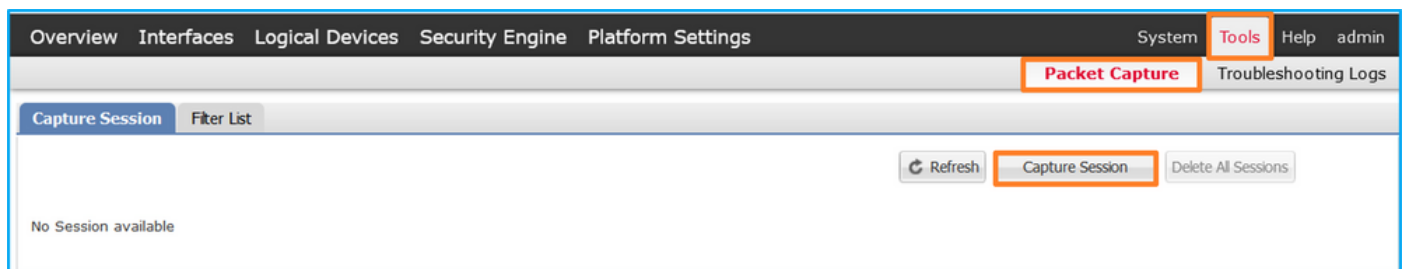 Overview Interfaces Logical Devices Security Engine Platform Settings System Tools Help admin
Packet Capture Troubleshooting Logs
Capture Session Filter List
Refresh Capture Session Delete All Sessions
No Session available